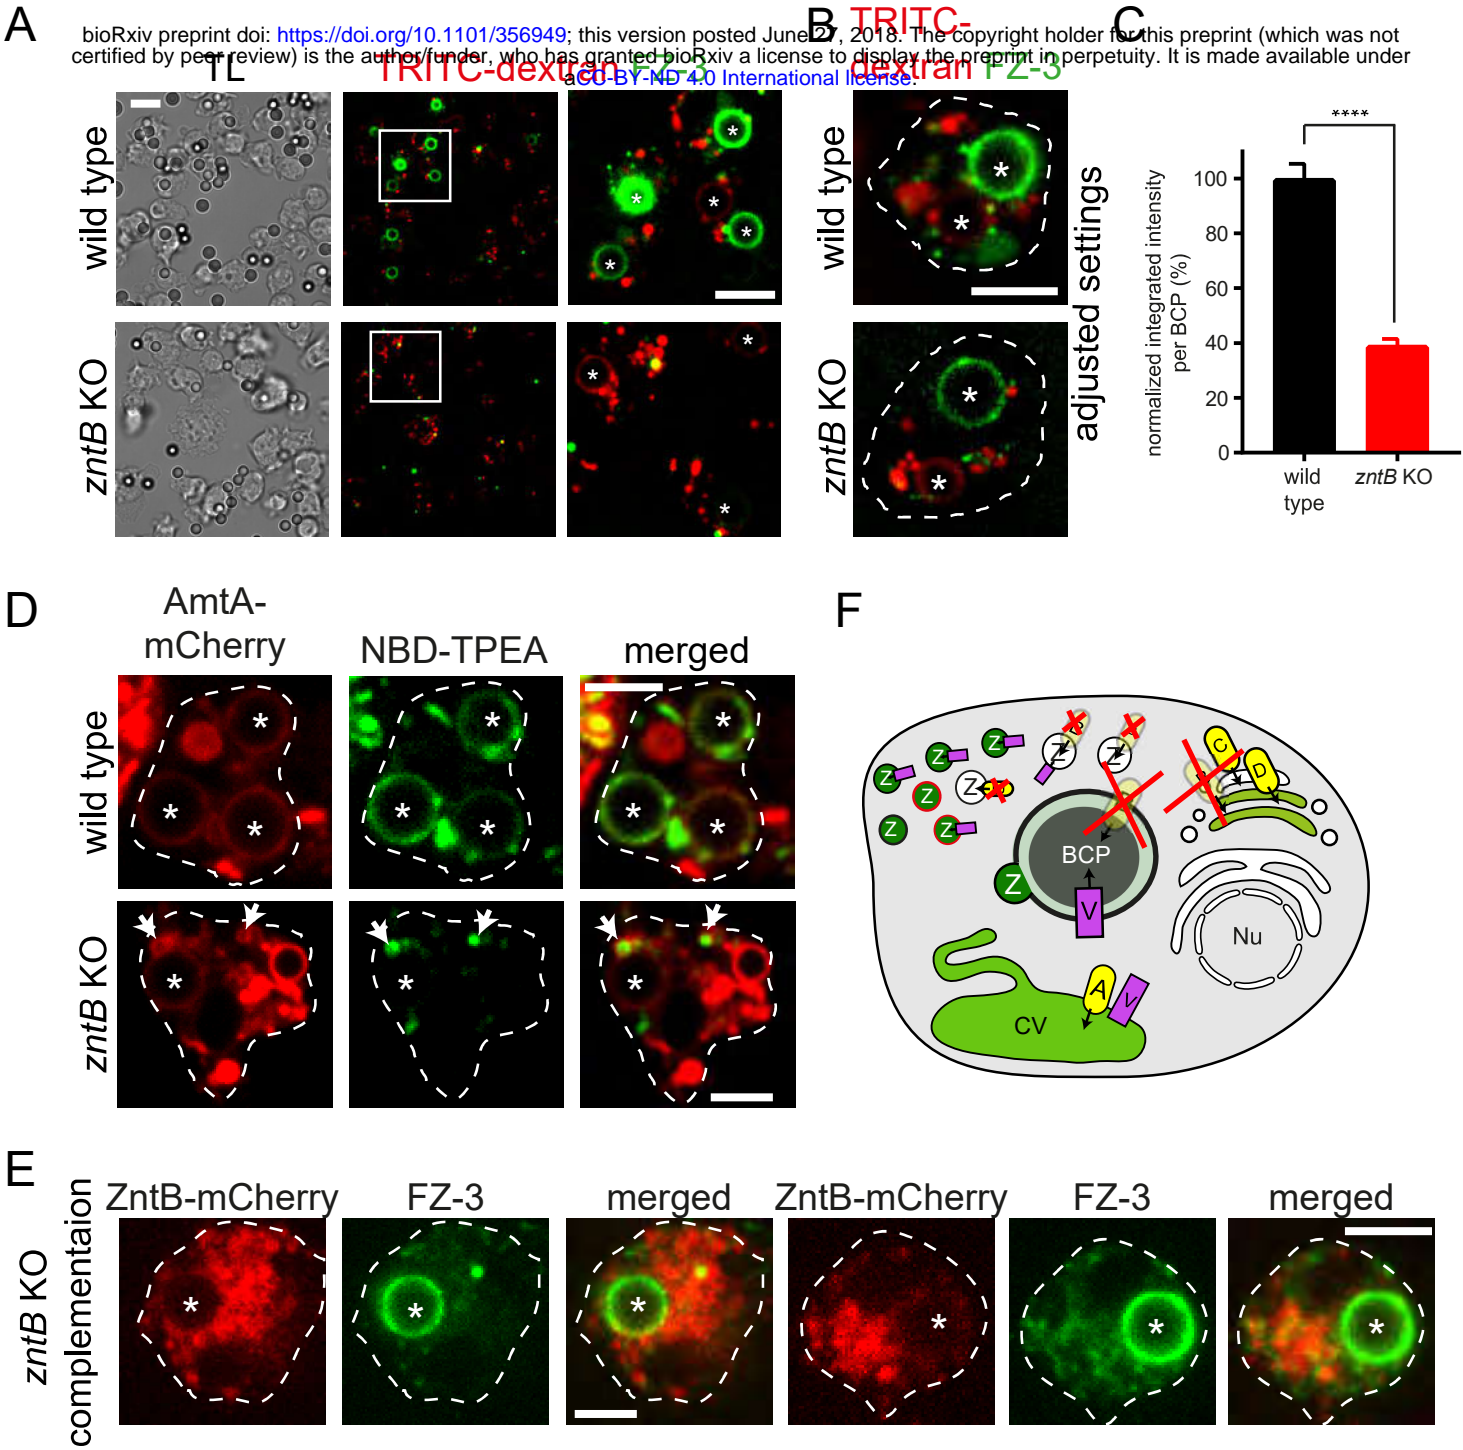 A
B
C
bioRxiv preprint doi: https://doi.org/10.1101/356949; this version posted June 27, 2018. The copyright holder for this preprint (which was not
certified by peer review) is the author/funder, who has granted bioRxiv a license to display the preprint in perpetuity. It is made available under
aCC-BY-ND 4.0 International license.
TL
TRITC-dextran FZ-3
TRITC-
dextran FZ-3
wild type
zntB KO
wild type
zntB KO
adjusted settings
normalized integrated intensity
per BCP (%)
100
80
60
40
20
0
****
wild
type
zntB KO
* * * * *
* * *
* *
* *
D
AmtA-
mCherry
NBD-TPEA
merged
wild type
zntB KO
* * *
* * *
* * *
* * *
F
Z Z Z Z Z Z Z Z Z
C
D
BCP
Z
V
Nu
A
V
CV
E
ZntB-mCherry
FZ-3
merged
ZntB-mCherry
FZ-3
merged
zntB KO
complementaion
* * * * * *